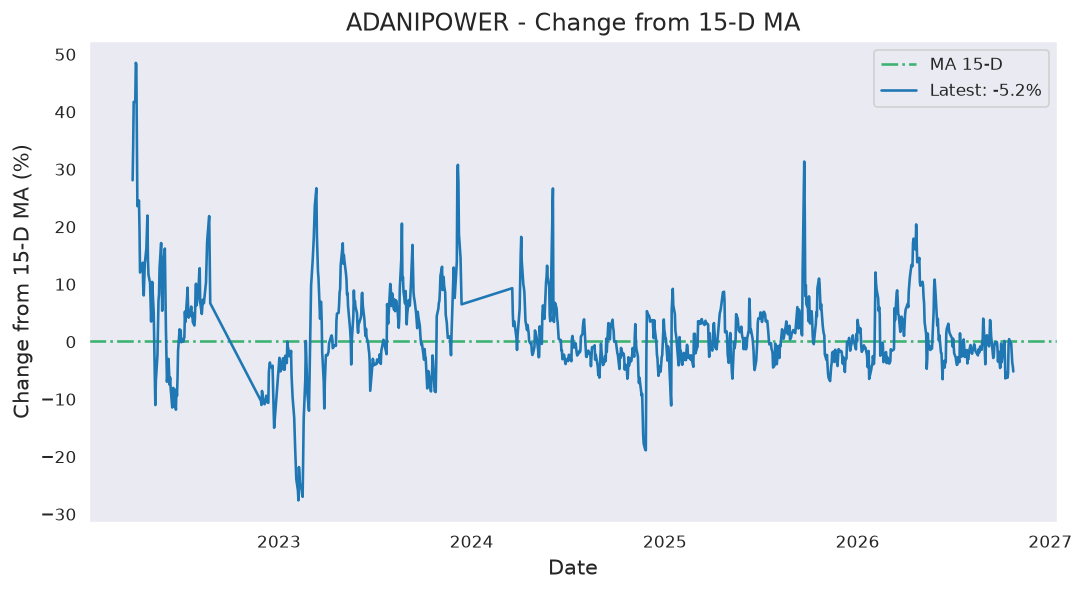 ADANIPOWER - Change from 15-D MA
MA 15-D
Latest: -5.2%
Change from 15-D MA (%)
50
40
30
20
10
0
−10
−20
−30
2023
2024
2025
2026
2027
Date